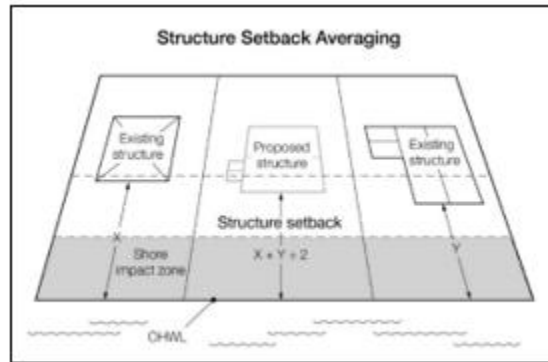 Structure Setback Averaging
Existing
structure
Proposed
structure
Existing
structure
Structure setback
X
Shore
impact zone
X + Y ÷ 2
Y
OHWL